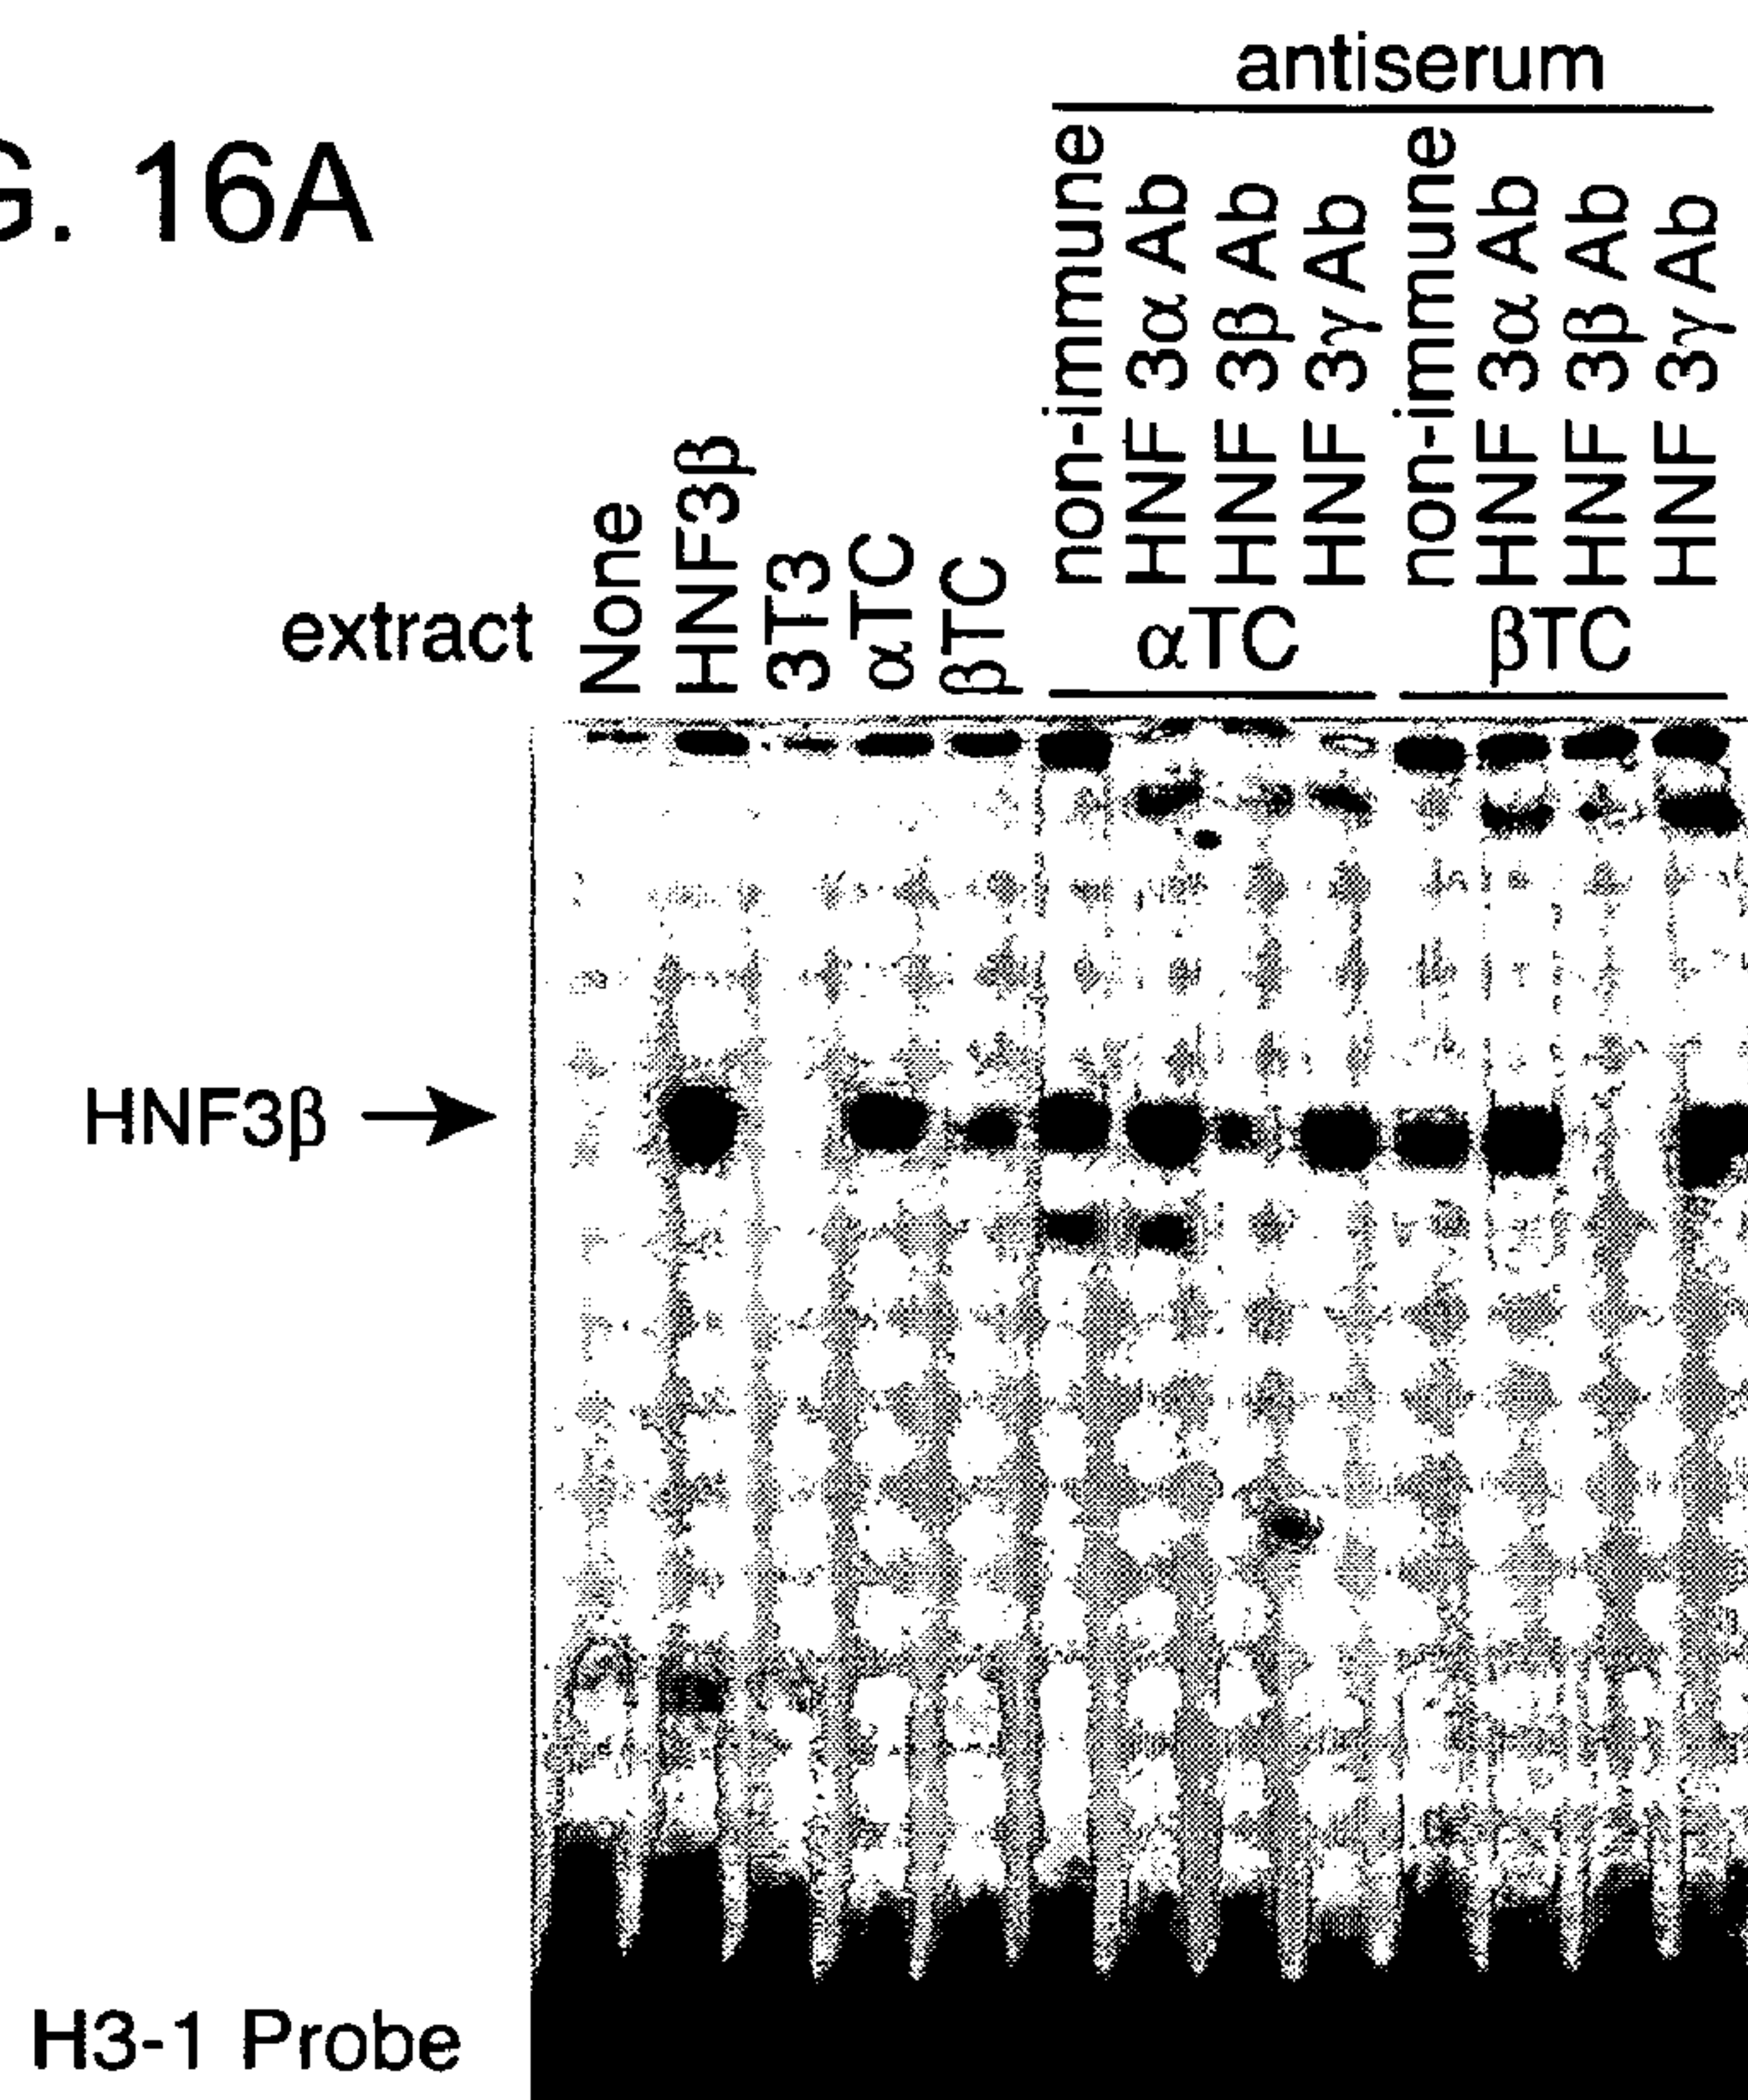 antiserum
G. 16A
non-immune
HNF 3α Ab
HNF 3β Ab
HNF 3γ Ab
non-immune
HNF 3α Ab
HNF 3β Ab
HNF 3γ Ab
extract
None
HNF3β
3T3
αTC
βTC
αTC
βTC
HNF3β
H3-1 Probe